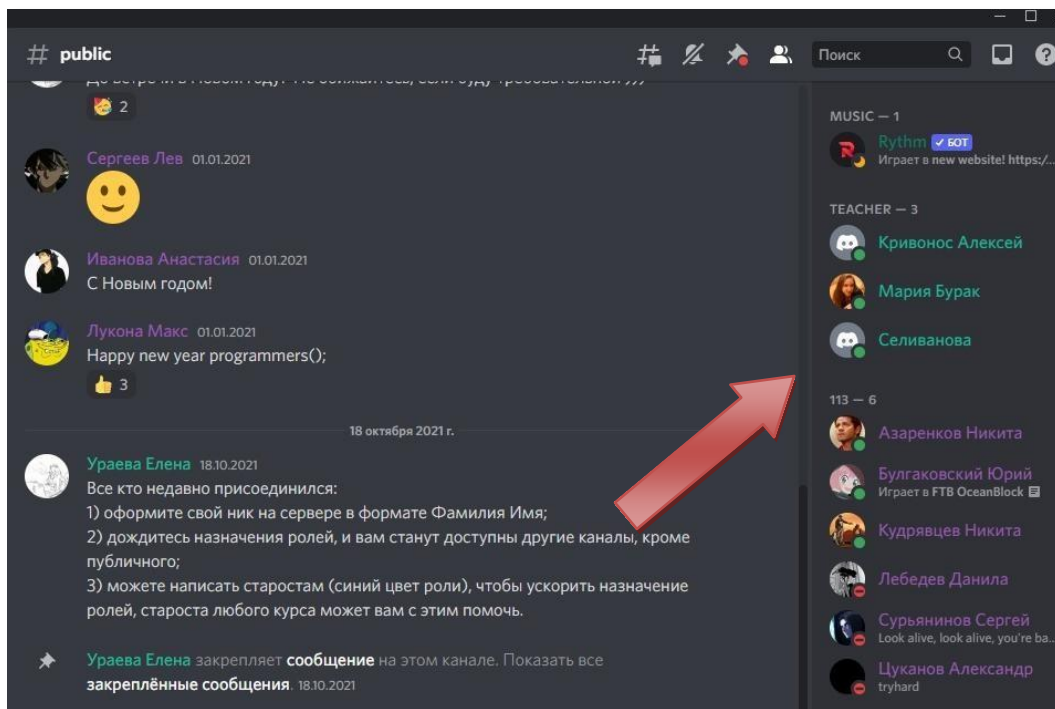 # public
Поиск
2
Сергеев Лев 01.01.2021
Иванова Анастасия 01.01.2021
С Новым годом!
Лукона Макс 01.01.2021
Happy new year programmers();
3
18 октября 2021 г.
Ураева Елена 18.10.2021
Все кто недавно присоединился:
1) оформите свой ник на сервере в формате Фамилия Имя;
2) дождитесь назначения ролей, и вам станут доступны другие каналы, кроме
публичного;
3) можете написать старостам (синий цвет роли), чтобы ускорить назначение
ролей, староста любого курса может вам с этим помочь.
Ураева Елена закрепляет сообщение на этом канале. Показать все
закреплённые сообщения. 18.10.2021
MUSIC — 1
Rythm ✓ БОТ
Играет в new website! https:/...
TEACHER — 3
Кривонос Алексей
Мария Бурак
Селиванова
113 — 6
Азаренков Никита
Булгаковский Юрий
Играет в FTB OceanBlock
Кудрявцев Никита
Лебедев Данила
Сурьянинов Сергей
Look alive, look alive, you're ba...
Цуканов Александр
tryhard